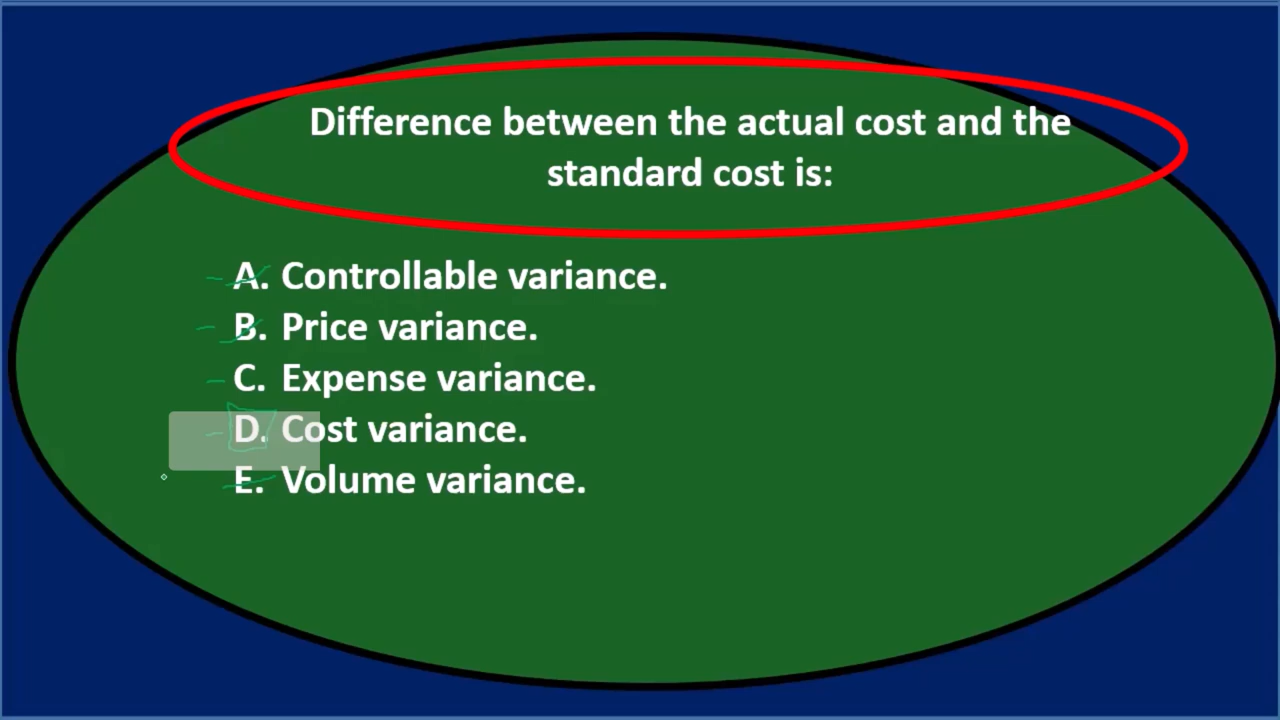 Difference between the actual cost and the
standard cost is:
A. Controllable variance.
B. Price variance.
C. Expense variance.
D. Cost variance.
E. Volume variance.